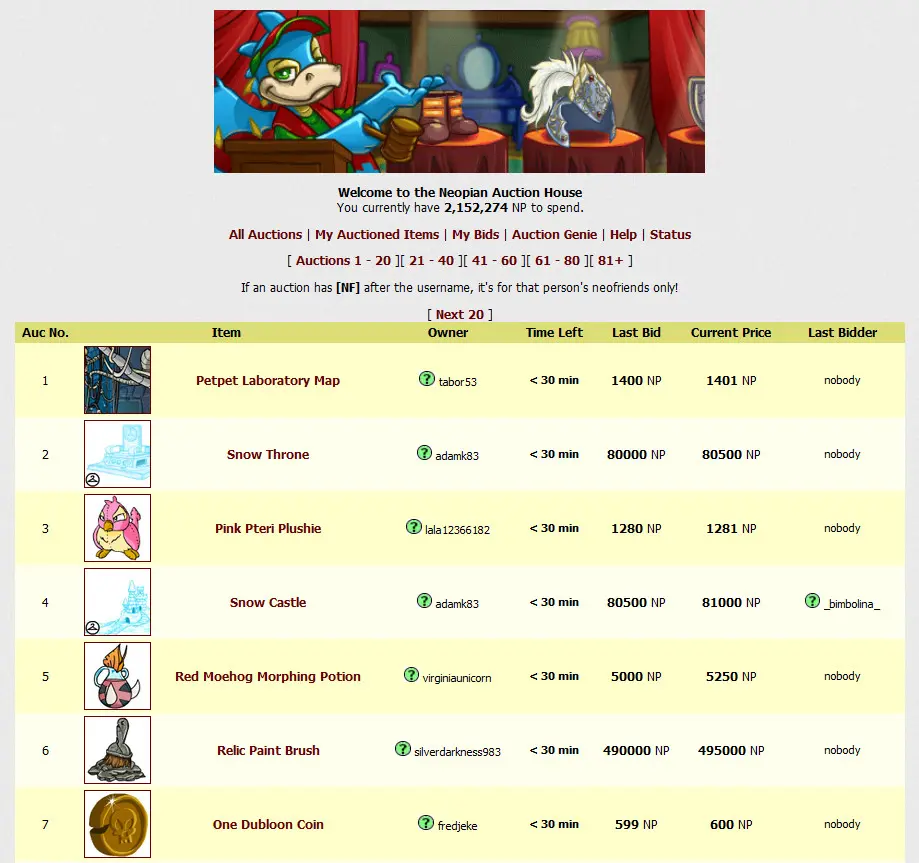 Welcome to the Neopian Auction House
You currently have 2,152,274 NP to spend.
All Auctions | My Auctioned Items | My Bids | Auction Genie | Help | Status
[ Auctions 1 - 20 ][ 21 - 40 ][ 41 - 60 ][ 61 - 80 ][ 81+ ]
If an auction has [NF] after the username, it's for that person's neofriends only!
[ Next 20 ]
Auc No. Item Owner Time Left Last Bid Current Price Last Bidder
1 Petpet Laboratory Map ? tabor53 < 30 min 1400 NP 1401 NP nobody
2 Snow Throne ? adamk83 < 30 min 80000 NP 80500 NP nobody
3 Pink Pteri Plushie ? lala12366182 < 30 min 1280 NP 1281 NP nobody
4 Snow Castle ? adamk83 < 30 min 80500 NP 81000 NP ? _bimbolina_
5 Red Moehog Morphing Potion ? virginiaunicorn < 30 min 5000 NP 5250 NP nobody
6 Relic Paint Brush ? silverdarkness983 < 30 min 490000 NP 495000 NP nobody
7 One Dubloon Coin ? fredjeke < 30 min 599 NP 600 NP nobody